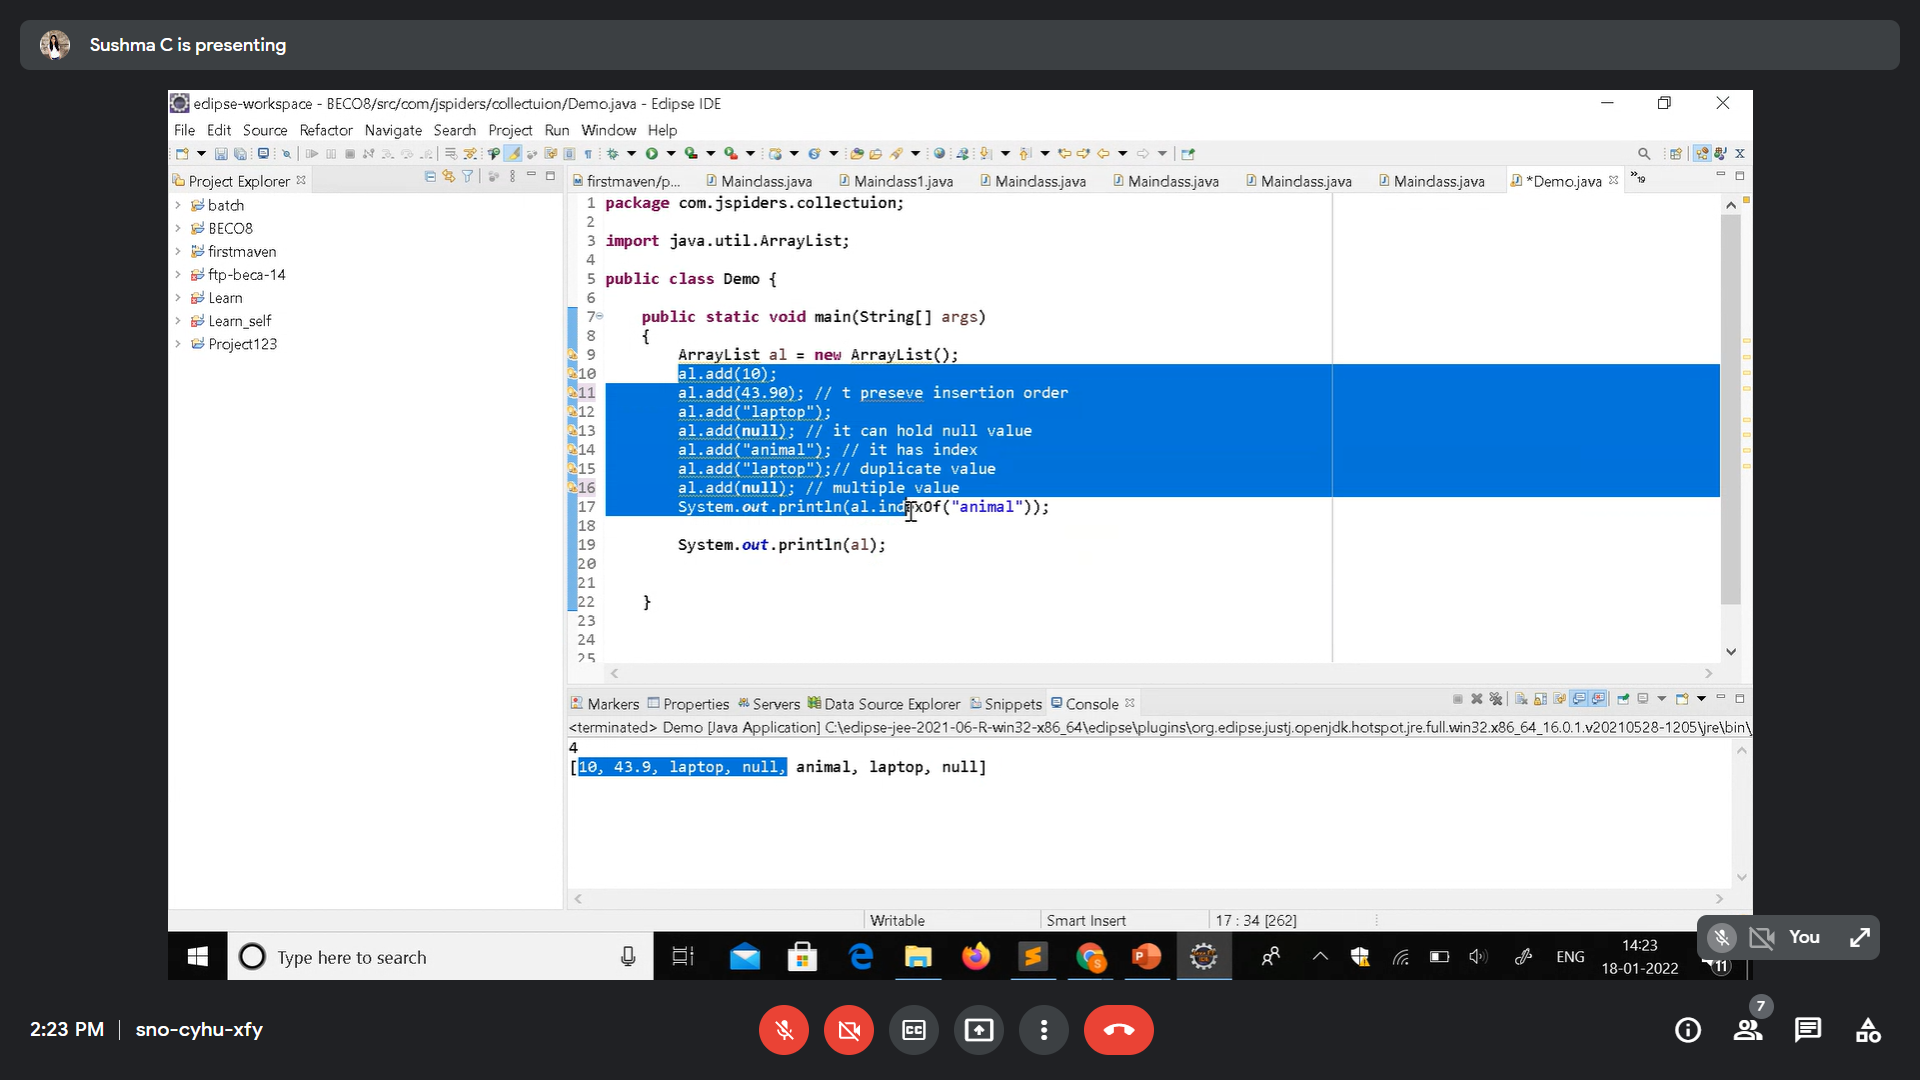 Sushma C is presenting
eclipse-workspace - BECO8/src/com/jspiders/collectuion/Demo.java - Eclipse IDE
File Edit Source Refactor Navigate Search Project Run Window Help
Project Explorer
firstmaven/p... Mainclass.java Mainclass1.java Mainclass.java Mainclass.java Mainclass.java Mainclass.java *Demo.java »19
batch
BECO8
firstmaven
ftp-beca-14
Learn
Learn_self
Project123
1 package com.jspiders.collectuion;
2
3 import java.util.ArrayList;
4
5 public class Demo {
6
7 public static void main(String[] args)
8 {
9 ArrayList al = new ArrayList();
10 al.add(10);
11 al.add(43.90); // t preseve insertion order
12 al.add("laptop");
13 al.add(null); // it can hold null value
14 al.add("animal"); // it has index
15 al.add("laptop");// duplicate value
16 al.add(null); // multiple value
17 System.out.println(al.indexOf("animal"));
18
19 System.out.println(al);
20
21
22 }
23
24
25
Markers Properties Servers Data Source Explorer Snippets Console
<terminated> Demo [Java Application] C:\eclipse-jee-2021-06-R-win32-x86_64\eclipse\plugins\org.eclipse.justj.openjdk.hotspot.jre.full.win32.x86_64_16.0.1.v20210528-1205\jre\bin\
4
[10, 43.9, laptop, null, animal, laptop, null]
Writable Smart Insert 17 : 34 [262]
You
Type here to search
ENG
14:23
18-01-2022
11
2:23 PM | sno-cyhu-xfy
CC
7